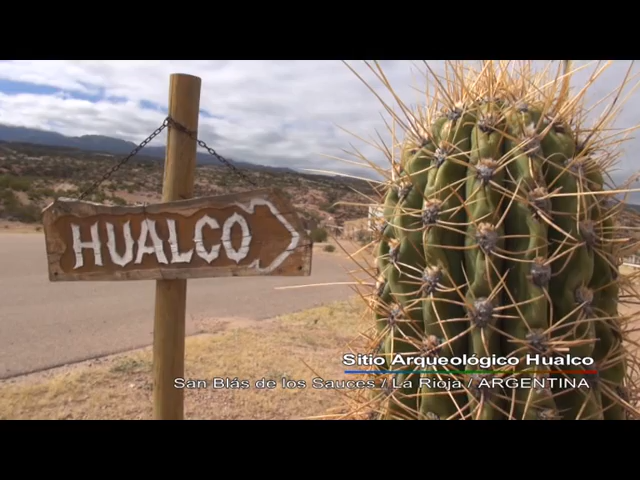 HUALCO
Sitio Arqueológico Hualco
San Blás de los Sauces / La Rioja / ARGENTINA